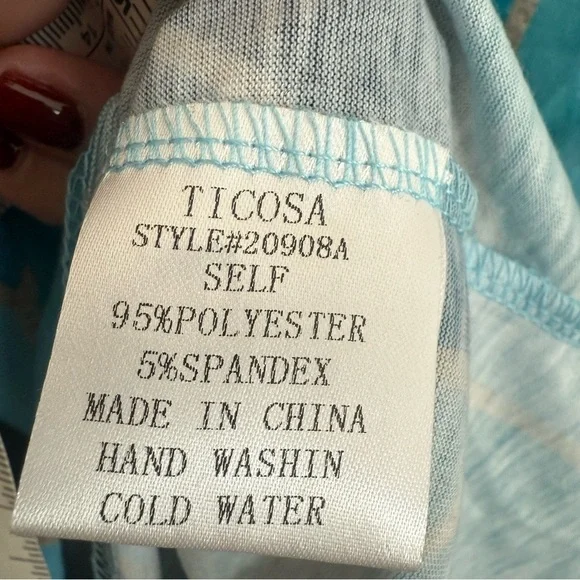 TICOSA
STYLE#20908A
SELF
95%POLYESTER
5%SPANDEX
MADE IN CHINA
HAND WASHIN
COLD WATER